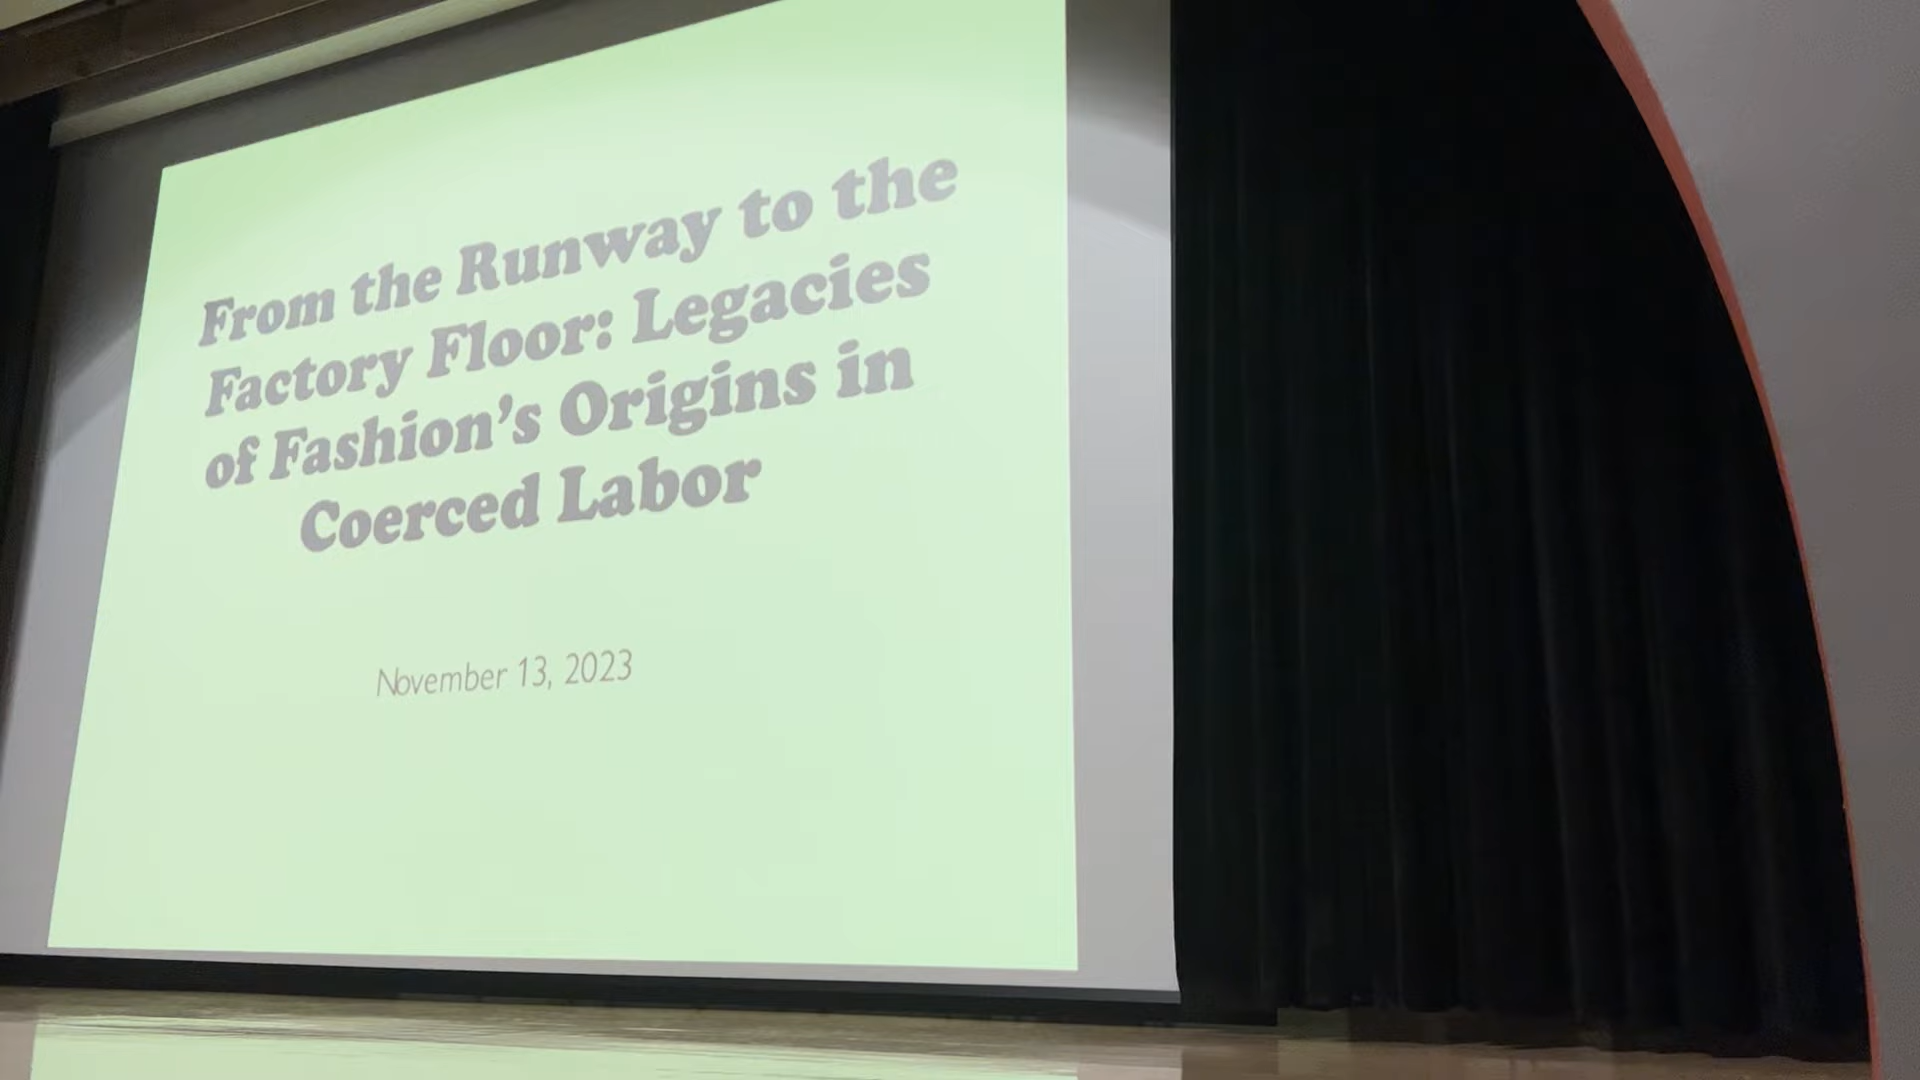 From the Runway to the
Factory Floor: Legacies
of Fashion's Origins in
Coerced Labor
November 13, 2023